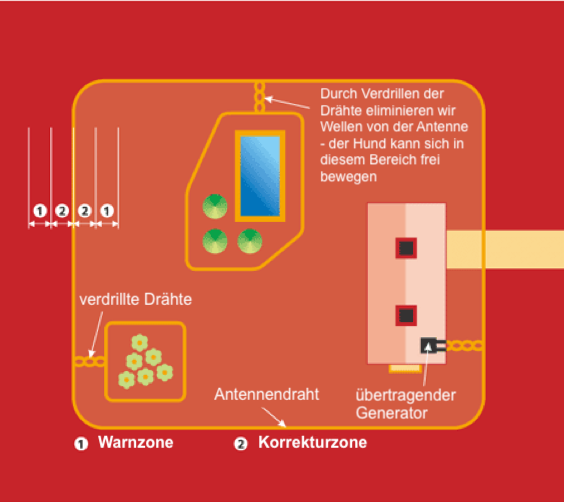 Durch Verdrillen der
Drähte eliminieren wir
Wellen von der Antenne
- der Hund kann sich in
diesem Bereich frei
bewegen
1 2 2 1
verdrillte Drähte
Antennendraht
übertragender
Generator
1 Warnzone
2 Korrekturzone